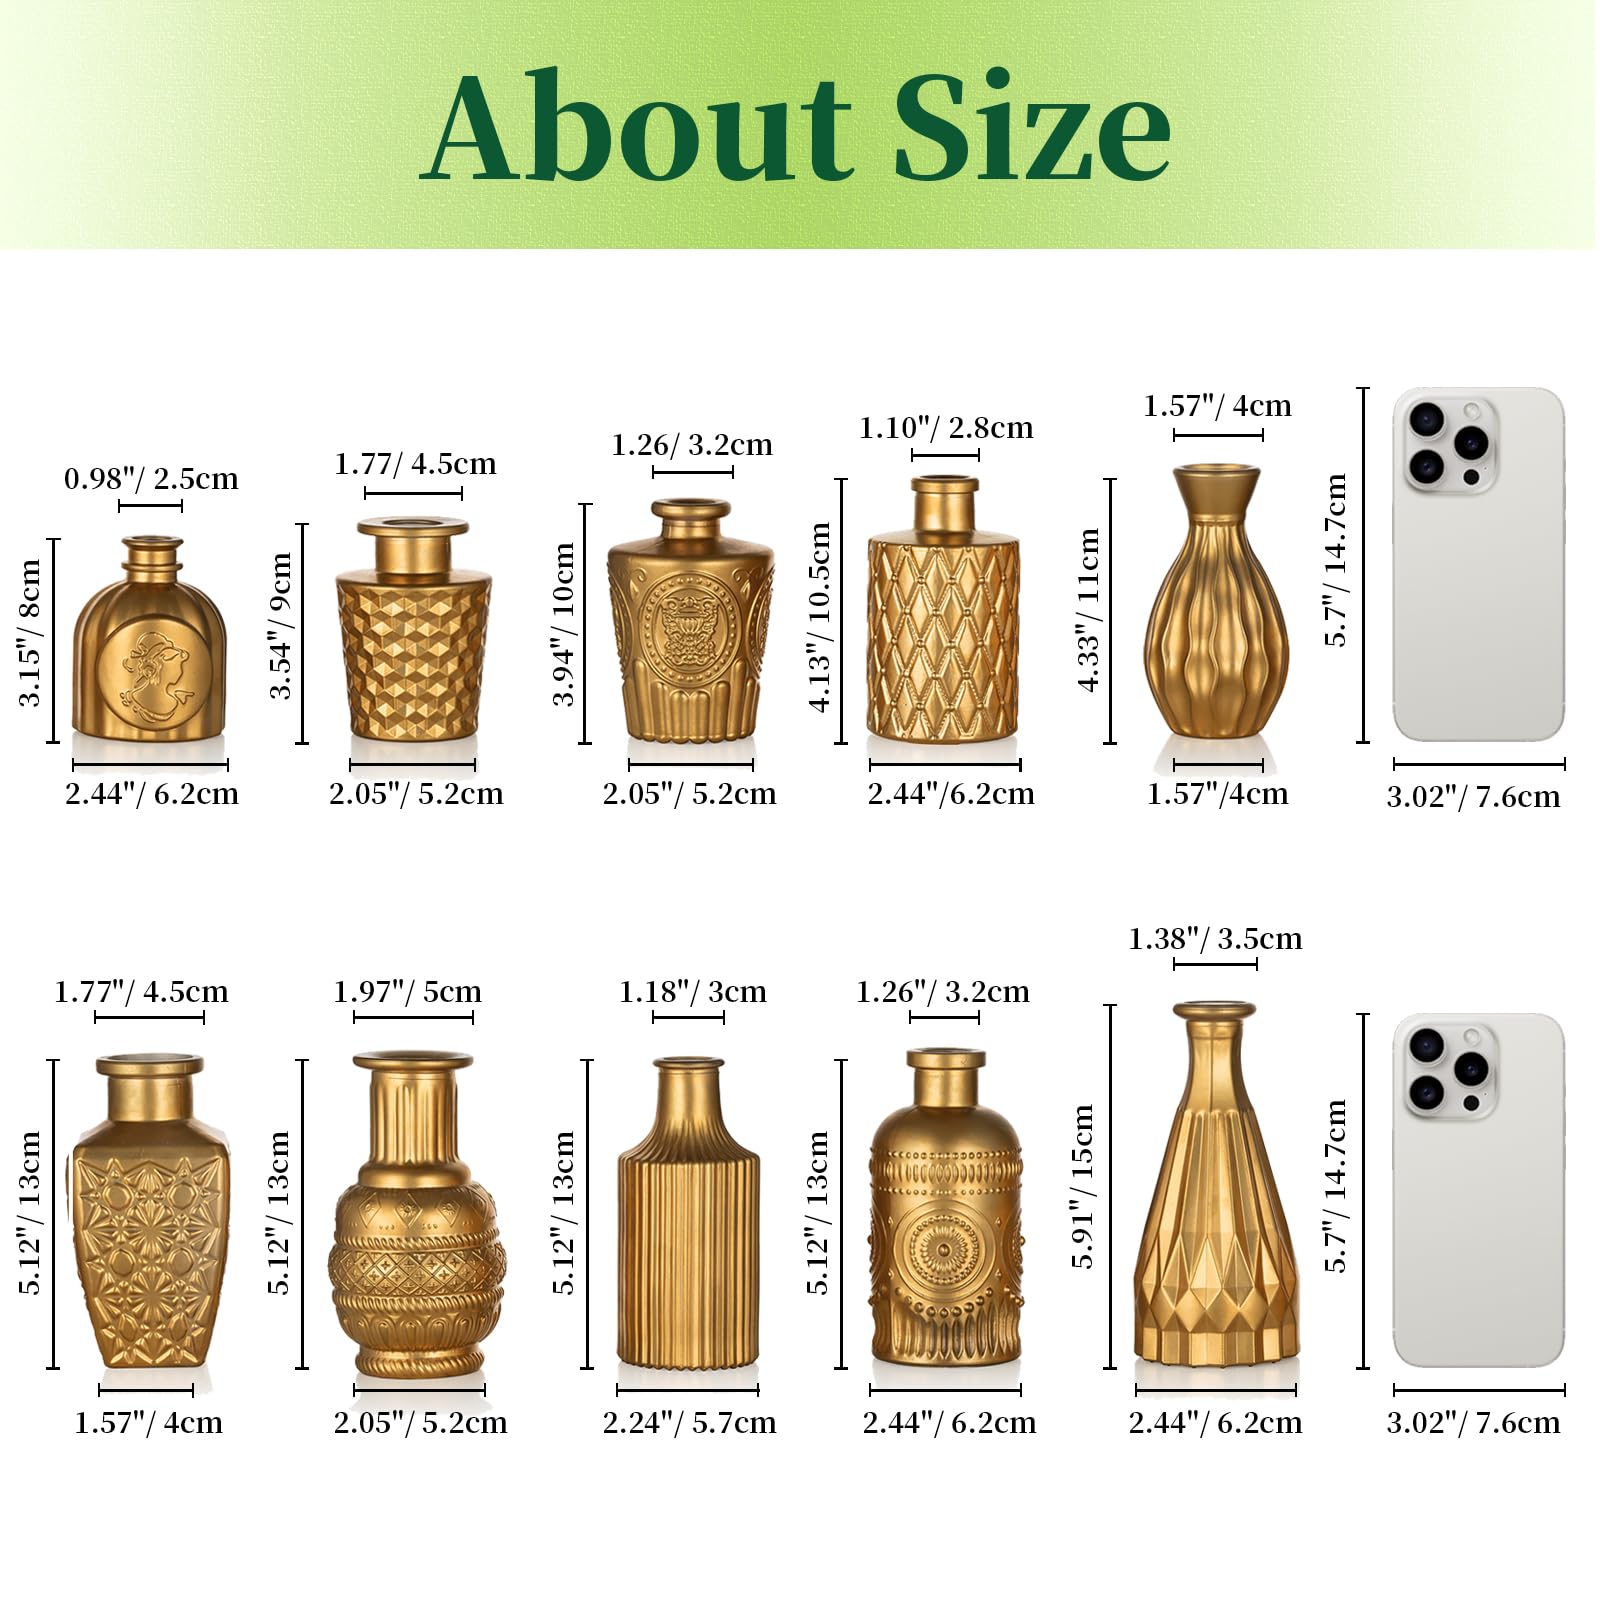 About Size
0.98"/ 2.5cm
1.77/ 4.5cm
1.26/ 3.2cm
1.10"/ 2.8cm
1.57"/ 4cm
3.15"/ 8cm
3.54"/ 9cm
3.94"/ 10cm
4.13"/ 10.5cm
4.33"/ 11cm
5.7"/ 14.7cm
2.44"/ 6.2cm
2.05"/ 5.2cm
2.05"/ 5.2cm
2.44"/6.2cm
1.57"/4cm
3.02"/ 7.6cm
1.77"/ 4.5cm
1.97"/ 5cm
1.18"/ 3cm
1.26"/ 3.2cm
1.38"/ 3.5cm
5.12"/ 13cm
5.12"/ 13cm
5.12"/ 13cm
5.12"/ 13cm
5.91"/ 15cm
5.7"/ 14.7cm
1.57"/ 4cm
2.05"/ 5.2cm
2.24"/ 5.7cm
2.44"/ 6.2cm
2.44"/ 6.2cm
3.02"/ 7.6cm